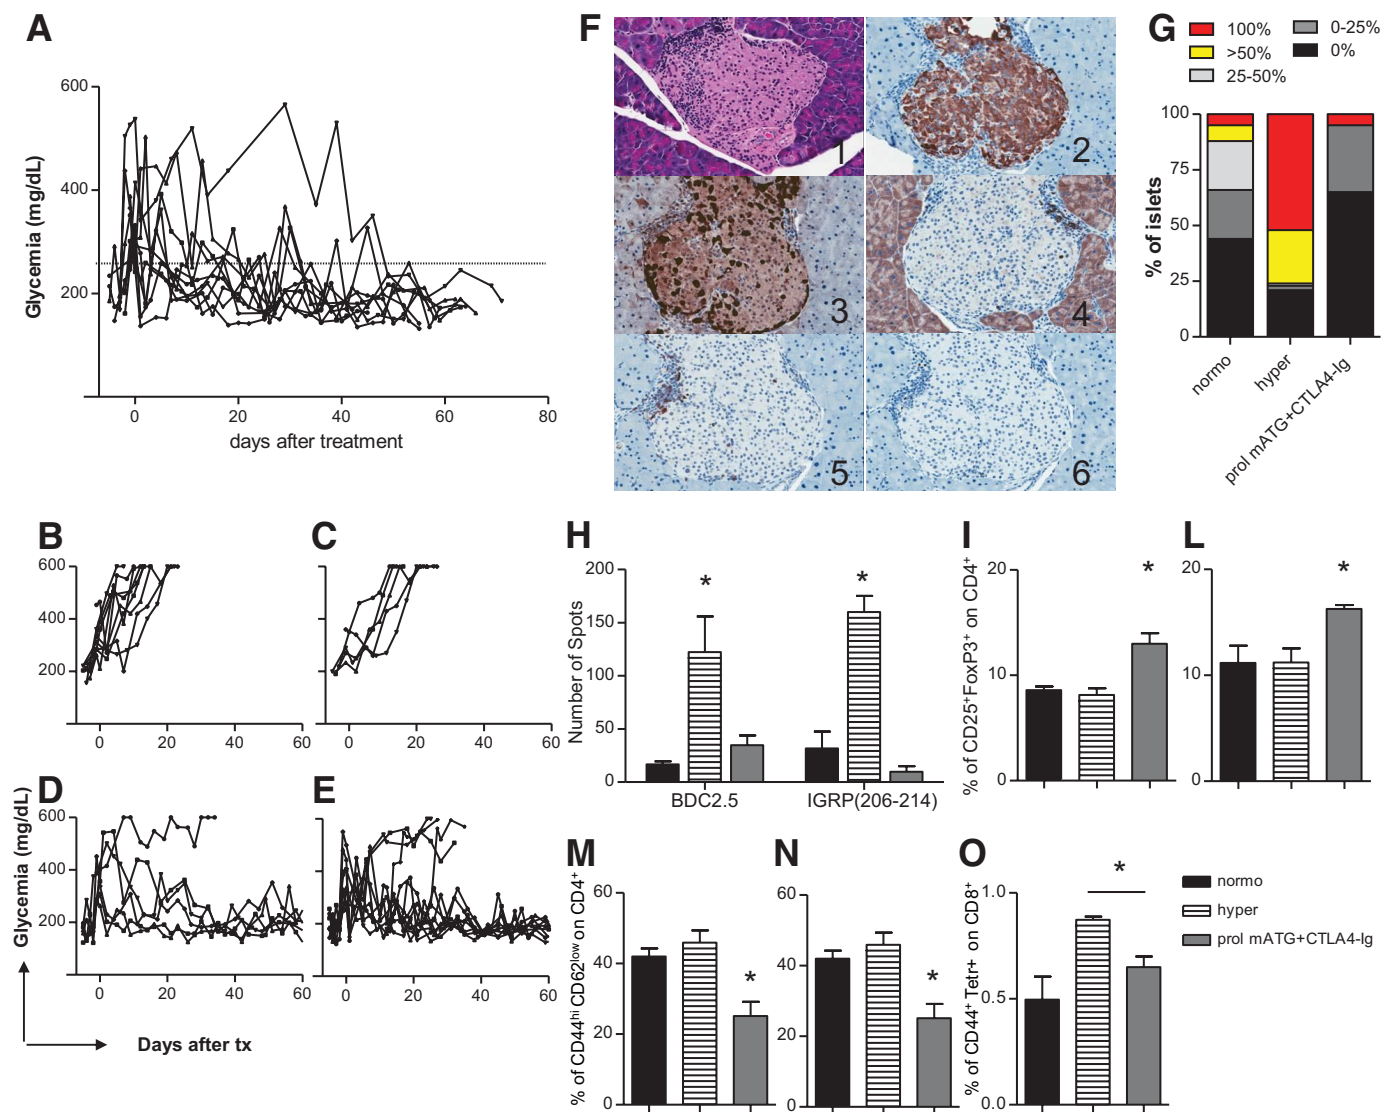 A
600
400
200
Glycemia (mg/dL)
0
20
40
60
80
days after treatment
F
1
2
3
4
5
6
G
100%
>50%
25-50%
0-25%
0%
100
75
50
25
0
% of islets
normo
hyper
prol mATG+CTLA4-Ig
B
600
400
200
0
20
40
60
C
0
20
40
60
D
600
400
200
0
20
40
60
E
0
20
40
60
Glycemia (mg/dL)
Days after tx
H
200
150
100
50
0
Number of Spots
*
*
BDC2.5
IGRP(206-214)
I
20
10
0
% of CD25⁺FoxP3⁺ on CD4⁺
*
L
20
10
0
*
M
60
40
20
0
% of CD44ʰⁱ CD62ˡᵒʷ on CD4⁺
*
N
60
40
20
0
*
O
1.0
0.5
0.0
% of CD44⁺ Tetr+ on CD8⁺
*
normo
hyper
prol mATG+CTLA4-Ig